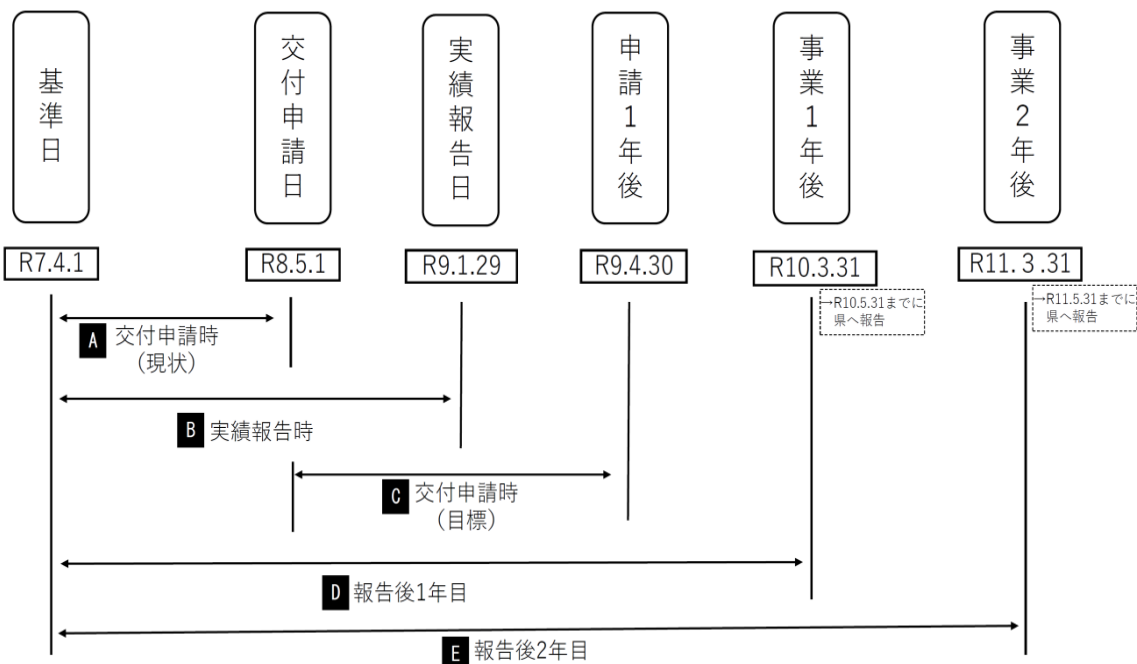 基準日
交付申請日
実績報告日
申請1年後
事業1年後
事業2年後
R7.4.1
R8.5.1
R9.1.29
R9.4.30
R10.3.31
R11.3.31
→R10.5.31までに
県へ報告
→R11.5.31までに
県へ報告
A 交付申請時
(現状)
B 実績報告時
C 交付申請時
(目標)
D 報告後1年目
E 報告後2年目